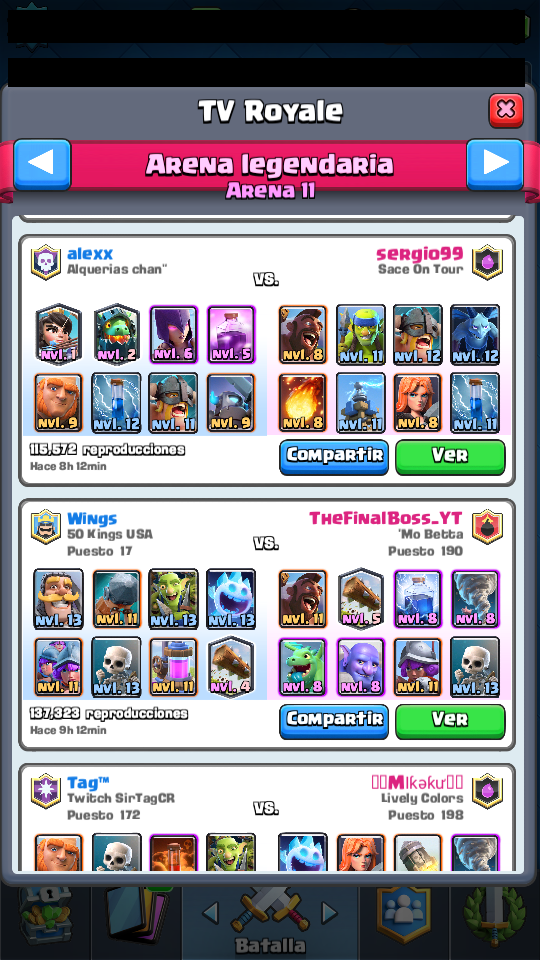 TV Royale
Arena legendaria
Arena 11
alexx
Alquerias chan"
vs.
sergio99
Sace On Tour
nvl. 1 nvl. 2 nvl. 6 nvl. 5 nvl. 8 nvl. 11 nvl. 12 nvl. 12
nvl. 9 nvl. 12 nvl. 11 nvl. 9 nvl. 8 nvl. 8 nvl. 8 nvl. 11
115,572 reproducciones
Hace 8h 12min
Compartir
Ver
Wings
50 Kings USA
Puesto 17
vs.
TheFinalBoss_YT
'Mo Betta
Puesto 190
nvl. 13 nvl. 11 nvl. 13 nvl. 13 nvl. 11 nvl. 5 nvl. 8 nvl. 8
nvl. 11 nvl. 13 nvl. 11 nvl. 4 nvl. 8 nvl. 8 nvl. 11 nvl. 13
137,323 reproducciones
Hace 9h 12min
Compartir
Ver
Tag™
Twitch SirTagCR
Puesto 172
vs.
MIkəku
Lively Colors
Puesto 198
Batalla